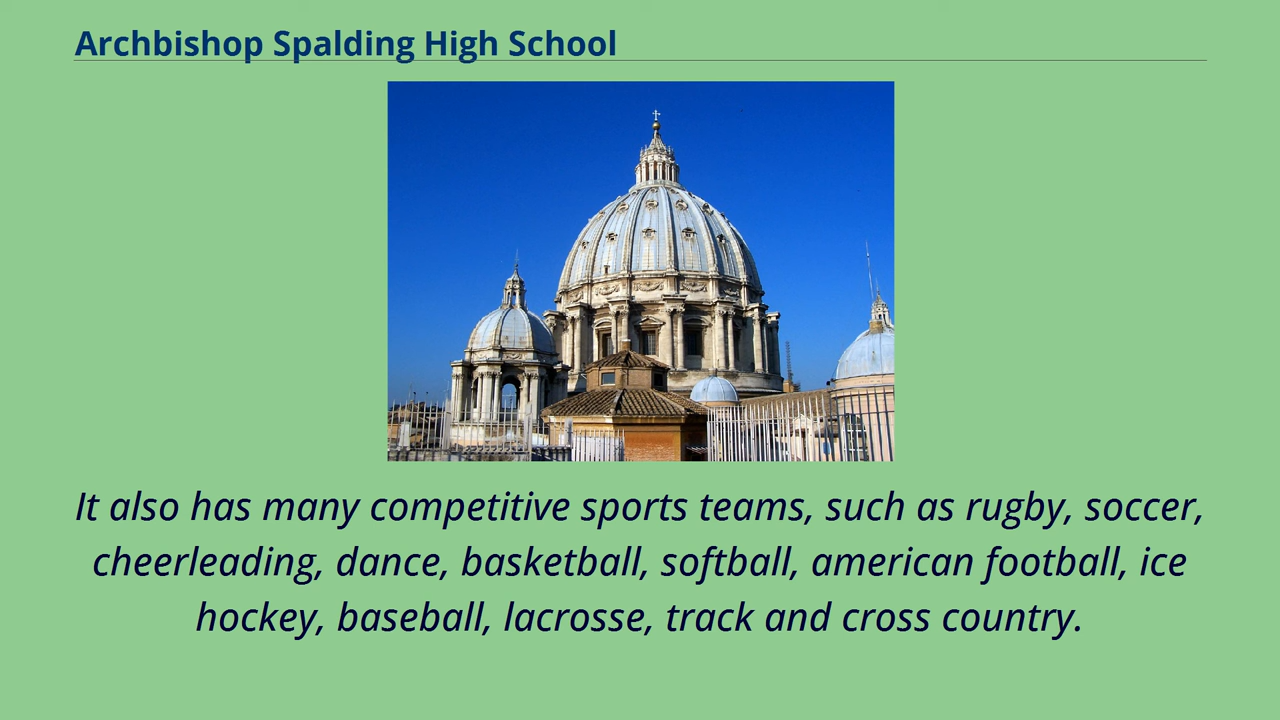 Archbishop Spalding High School
It also has many competitive sports teams, such as rugby, soccer,
cheerleading, dance, basketball, softball, american football, ice
hockey, baseball, lacrosse, track and cross country.